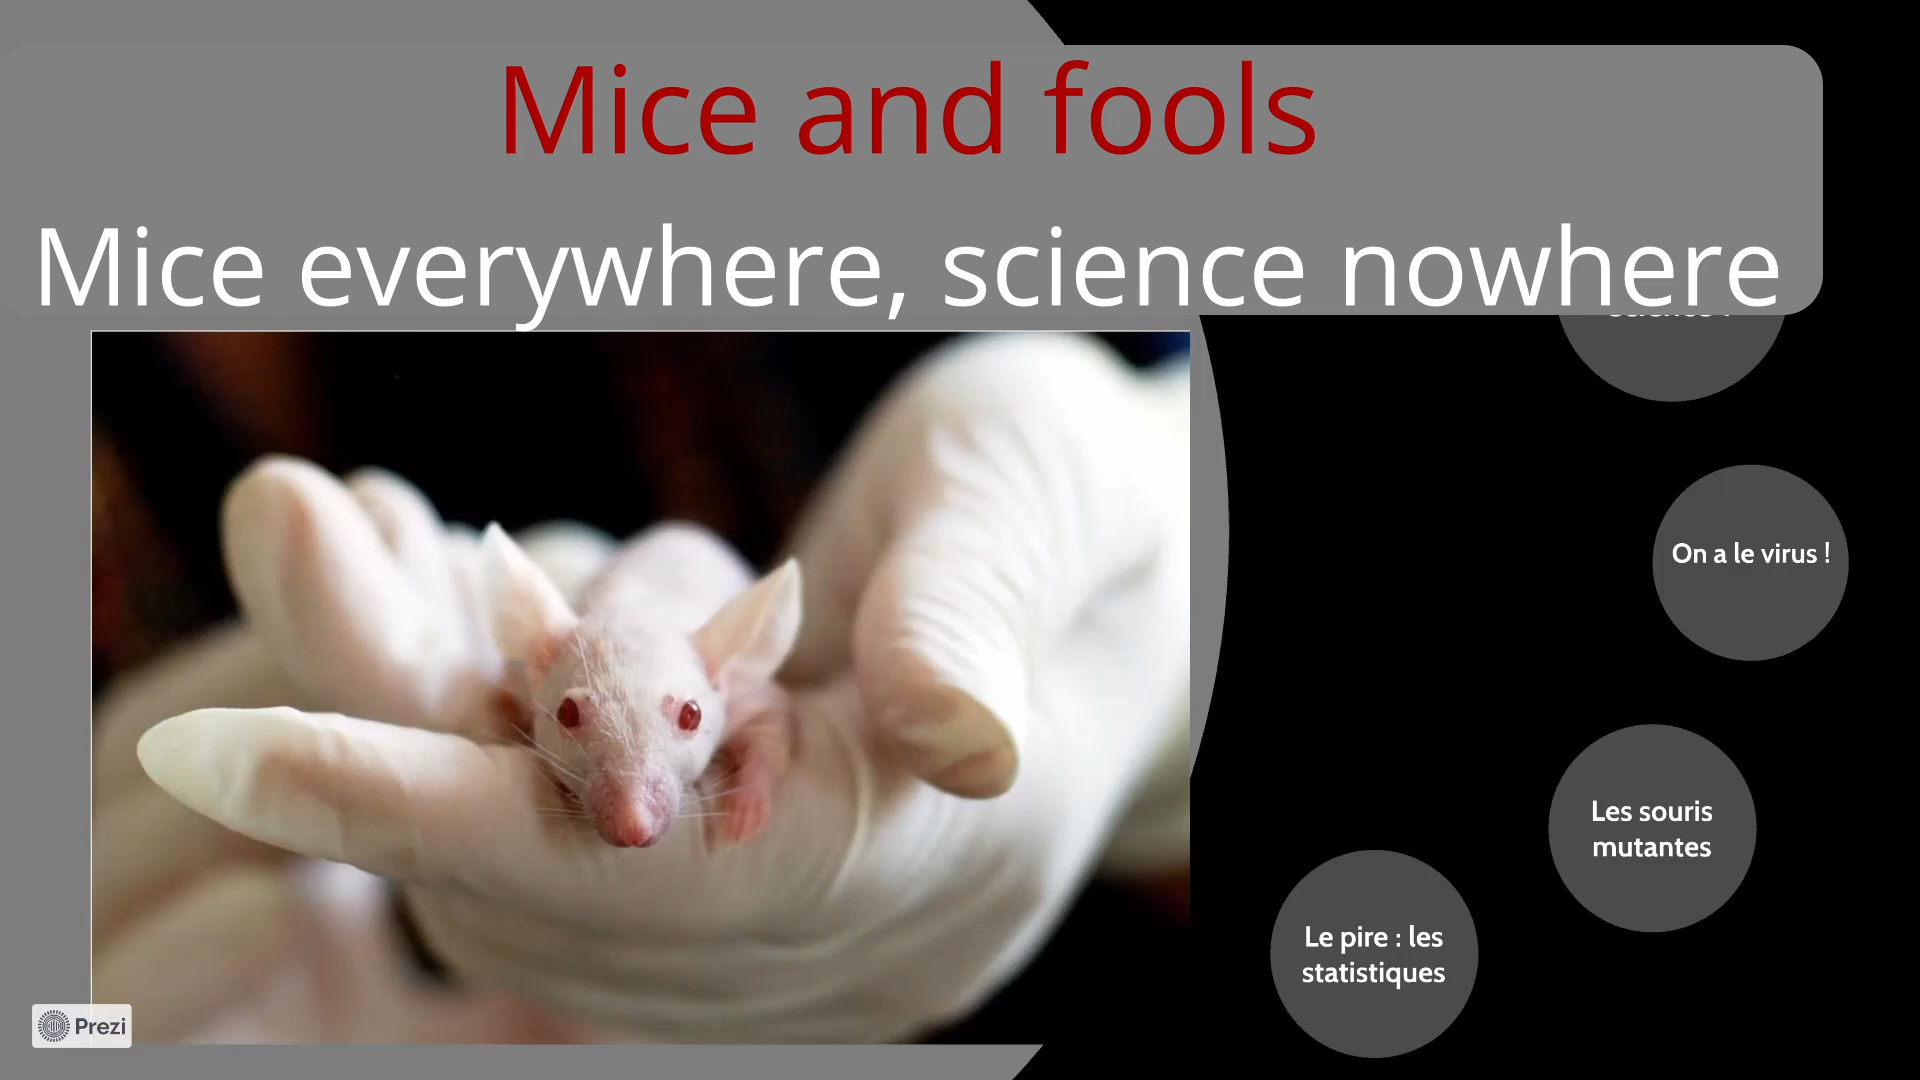 Mice and fools
Mice everywhere, science nowhere
On a le virus !
Les souris
mutantes
Le pire : les
statistiques
Prezi